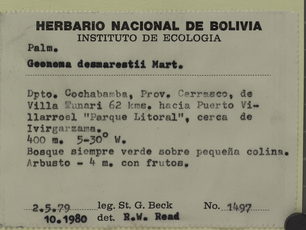 HERBARIO NACIONAL DE BOLIVIA
INSTITUTO DE ECOLOGIA
Palm.
Geonema desmarestii Mart.
Dpto. Cochabamba, Prov. Carrasco, de
Villa Tunari 62 kms. hacia Puerto Vi-
llarroel "Parque Litoral", cerca de
Ivirgarzama.
400 m. 5-30° W.
Bosque siempre verde sobre pequeña colina.
Arbusto - 4 m. con frutos.
2.5.79 leg. St. G. Beck No. 1497
10.1980 det. R.W. Read